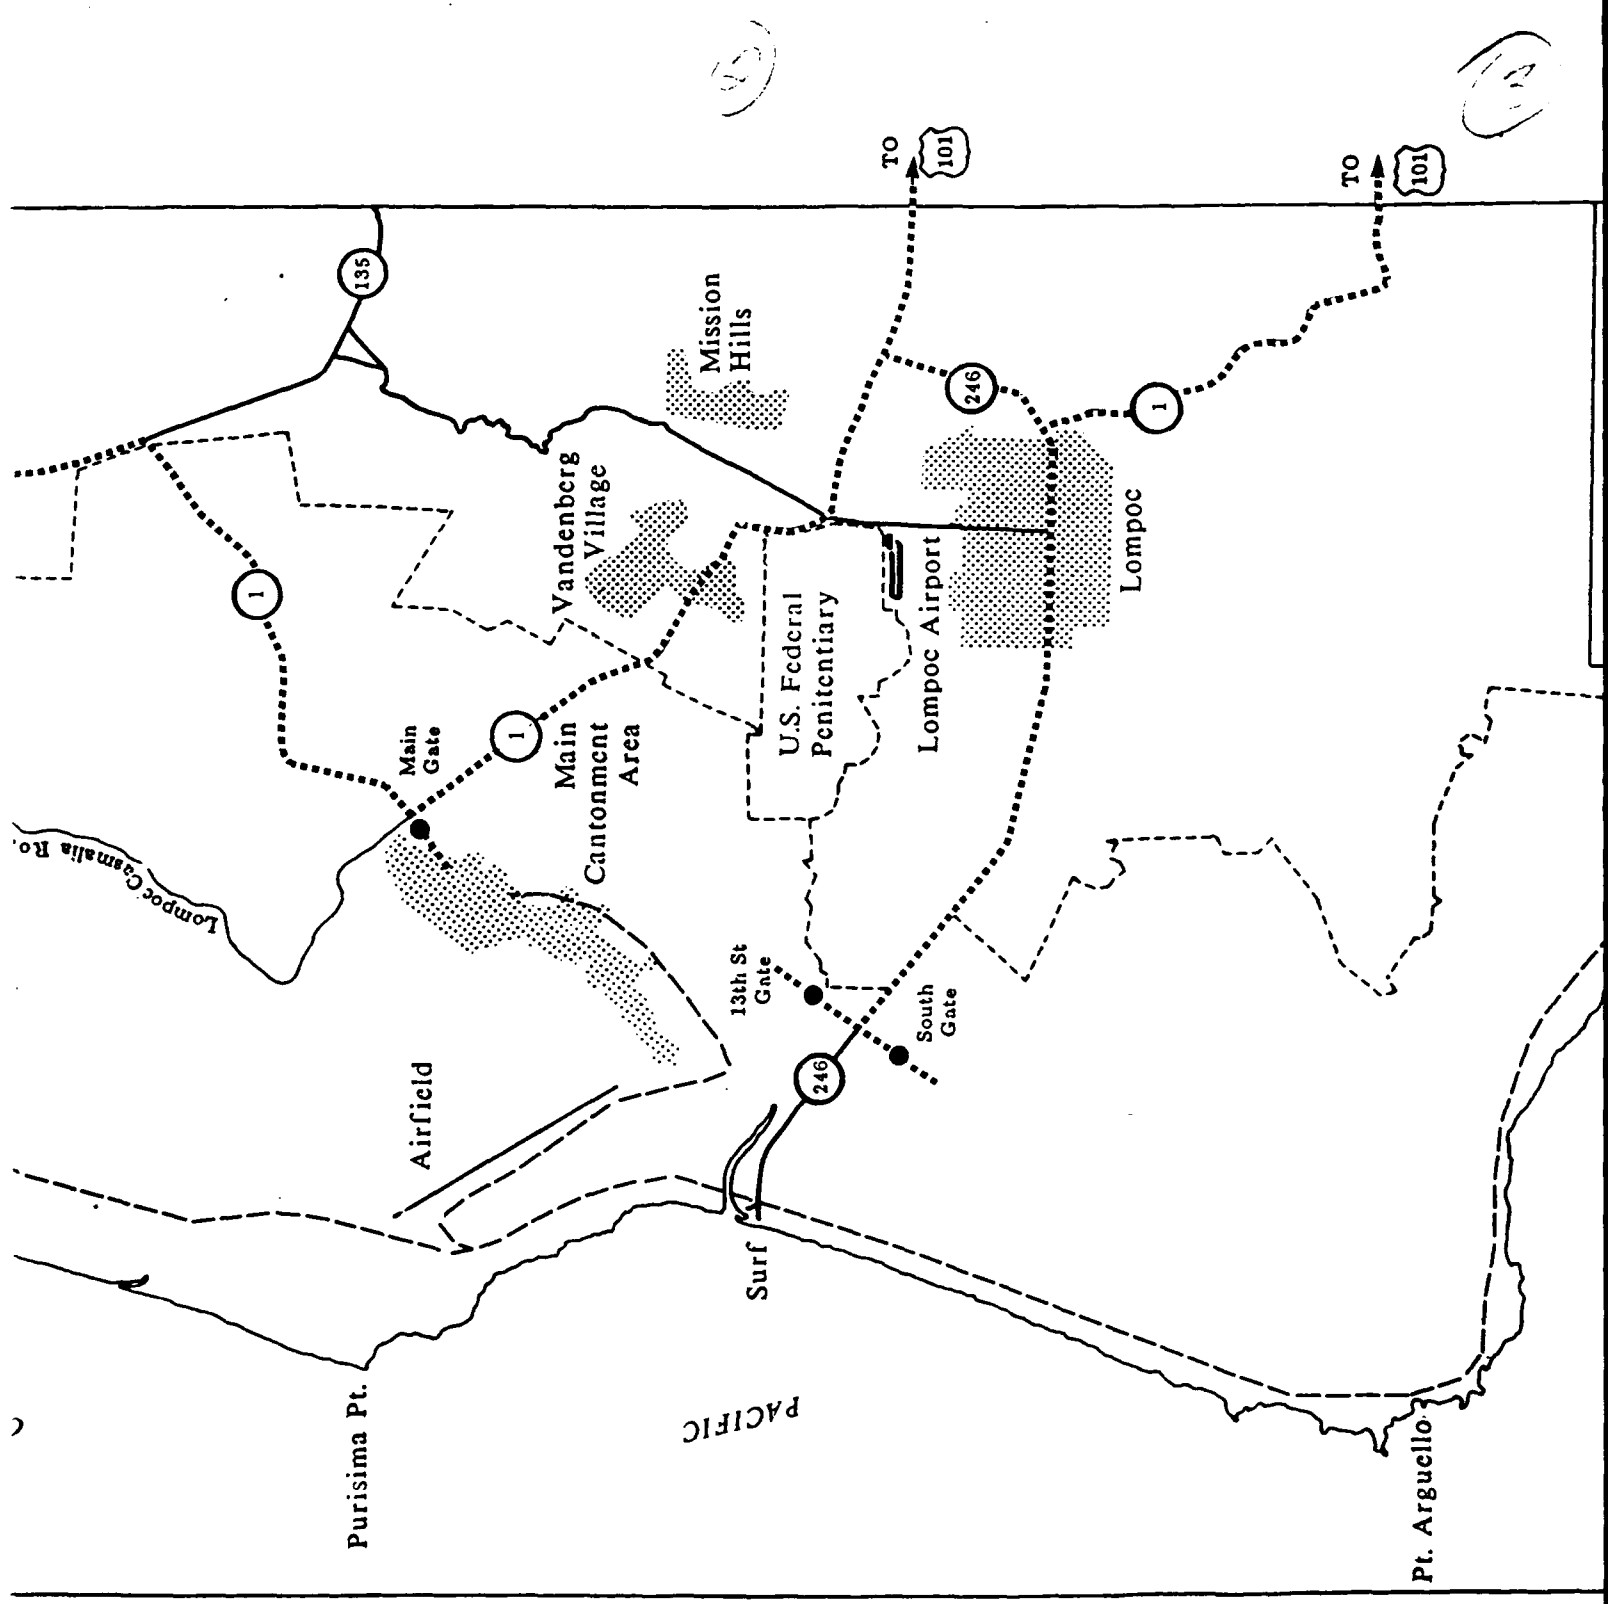 TO
101
TO
101
135
Mission
Hills
246
1
Vandenberg
Village
1
Lompoc
U.S. Federal
Penitentiary
Lompoc Airport
Main
Gate
1
Main
Cantonment
Area
Lompoc Casmalia Ro
13th St
Gate
South
Gate
246
Airfield
Surf
Purisima Pt.
PACIFIC
Pt. Arguello